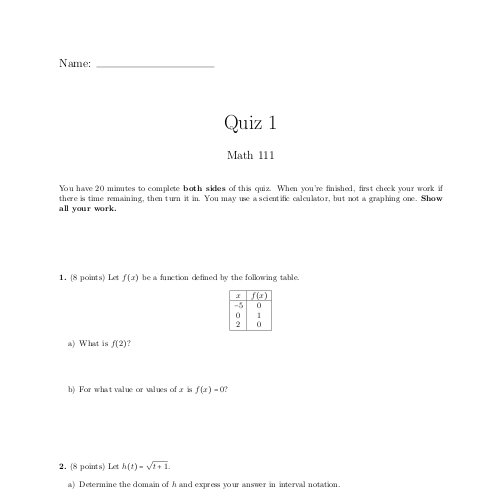 Name:
Quiz 1
Math 111
You have 20 minutes to complete both sides of this quiz. When you're finished, first check your work if
there is time remaining, then turn it in. You may use a scientific calculator, but not a graphing one. Show
all your work.
1. (8 points) Let f(x) be a function defined by the following table.
x f(x)
-5 0
0 1
2 0
a) What is f(2)?
b) For what value or values of x is f(x) = 0?
2. (8 points) Let h(t) = √t + 1.
a) Determine the domain of h and express your answer in interval notation.